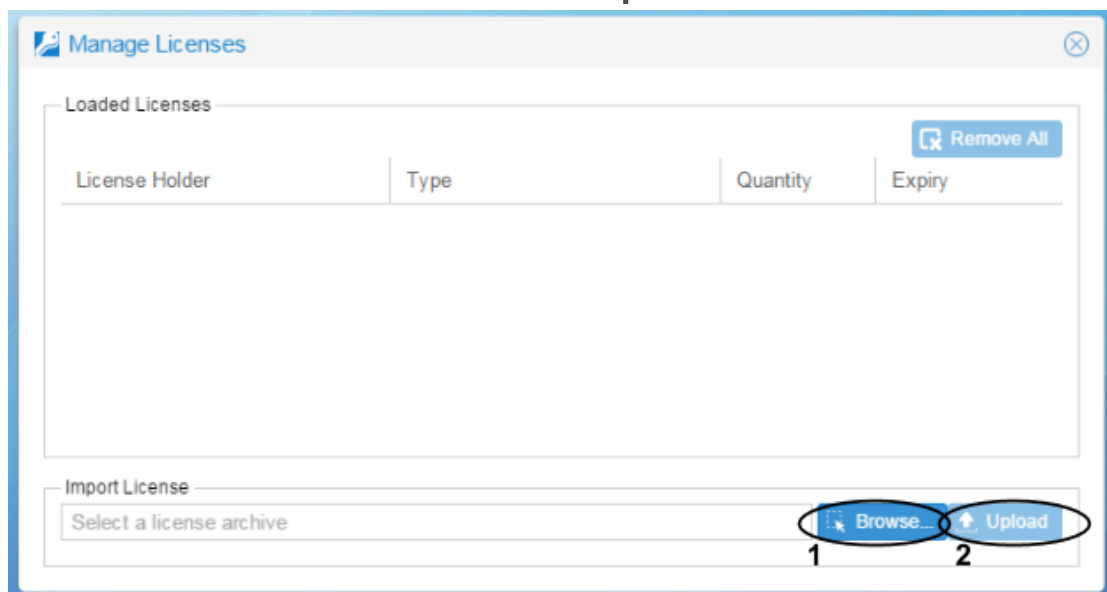 Manage Licenses
Loaded Licenses
Remove All
License Holder Type Quantity Expiry
Import License
Select a license archive Browse... Upload
1 2